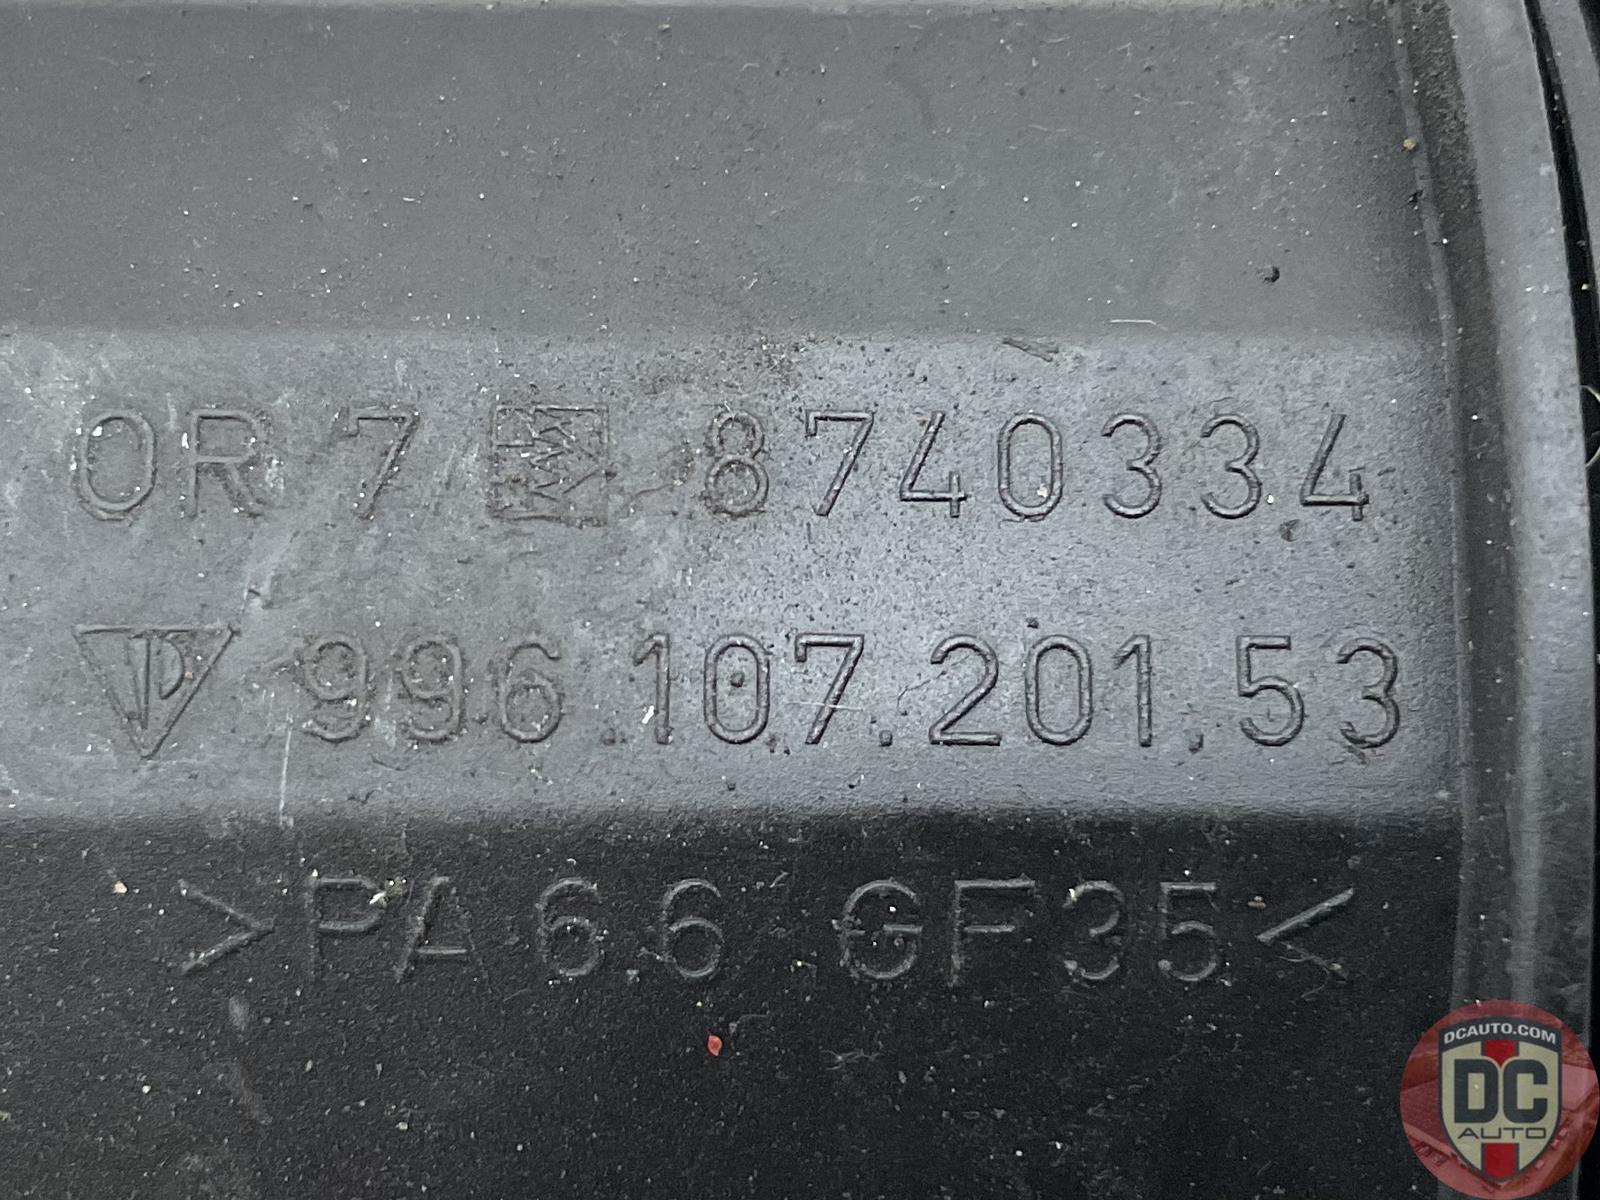 OR 7 8740334
996.107.201.53
>PA 6.6 GF35<
DCAUTO.COM
DC
AUTO